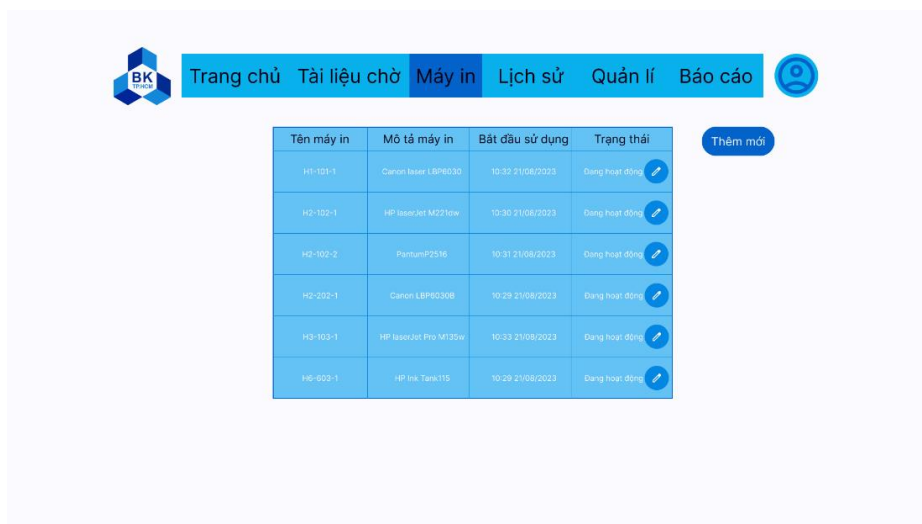 BK
TP.HCM
Trang chủ Tài liệu chờ Máy in Lịch sử Quản lí Báo cáo
Tên máy in Mô tả máy in Bắt đầu sử dụng Trạng thái
Thêm mới
H1-101-1 Canon laser LBP6030 10:32 21/08/2023 Đang hoạt động
H2-102-1 HP laserJet M221dw 10:30 21/08/2023 Đang hoạt động
H2-102-2 PantumP2516 10:31 21/08/2023 Đang hoạt động
H2-202-1 Canon LBP6030B 10:29 21/08/2023 Đang hoạt động
H3-103-1 HP laserJet Pro M135w 10:33 21/08/2023 Đang hoạt động
H6-603-1 HP Ink Tank115 10:29 21/08/2023 Đang hoạt động